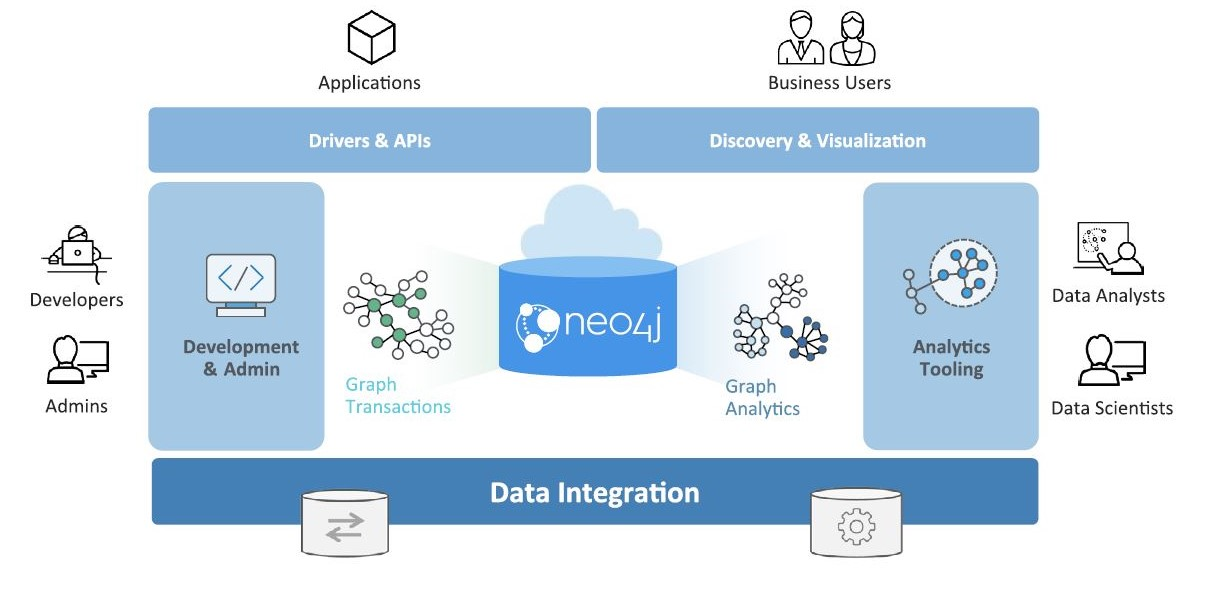 Applications
Business Users
Drivers & APIs
Discovery & Visualization
Developers
Admins
</>
Development
& Admin
Graph
Transactions
neo4j
Graph
Analytics
Analytics
Tooling
Data Analysts
Data Scientists
Data Integration